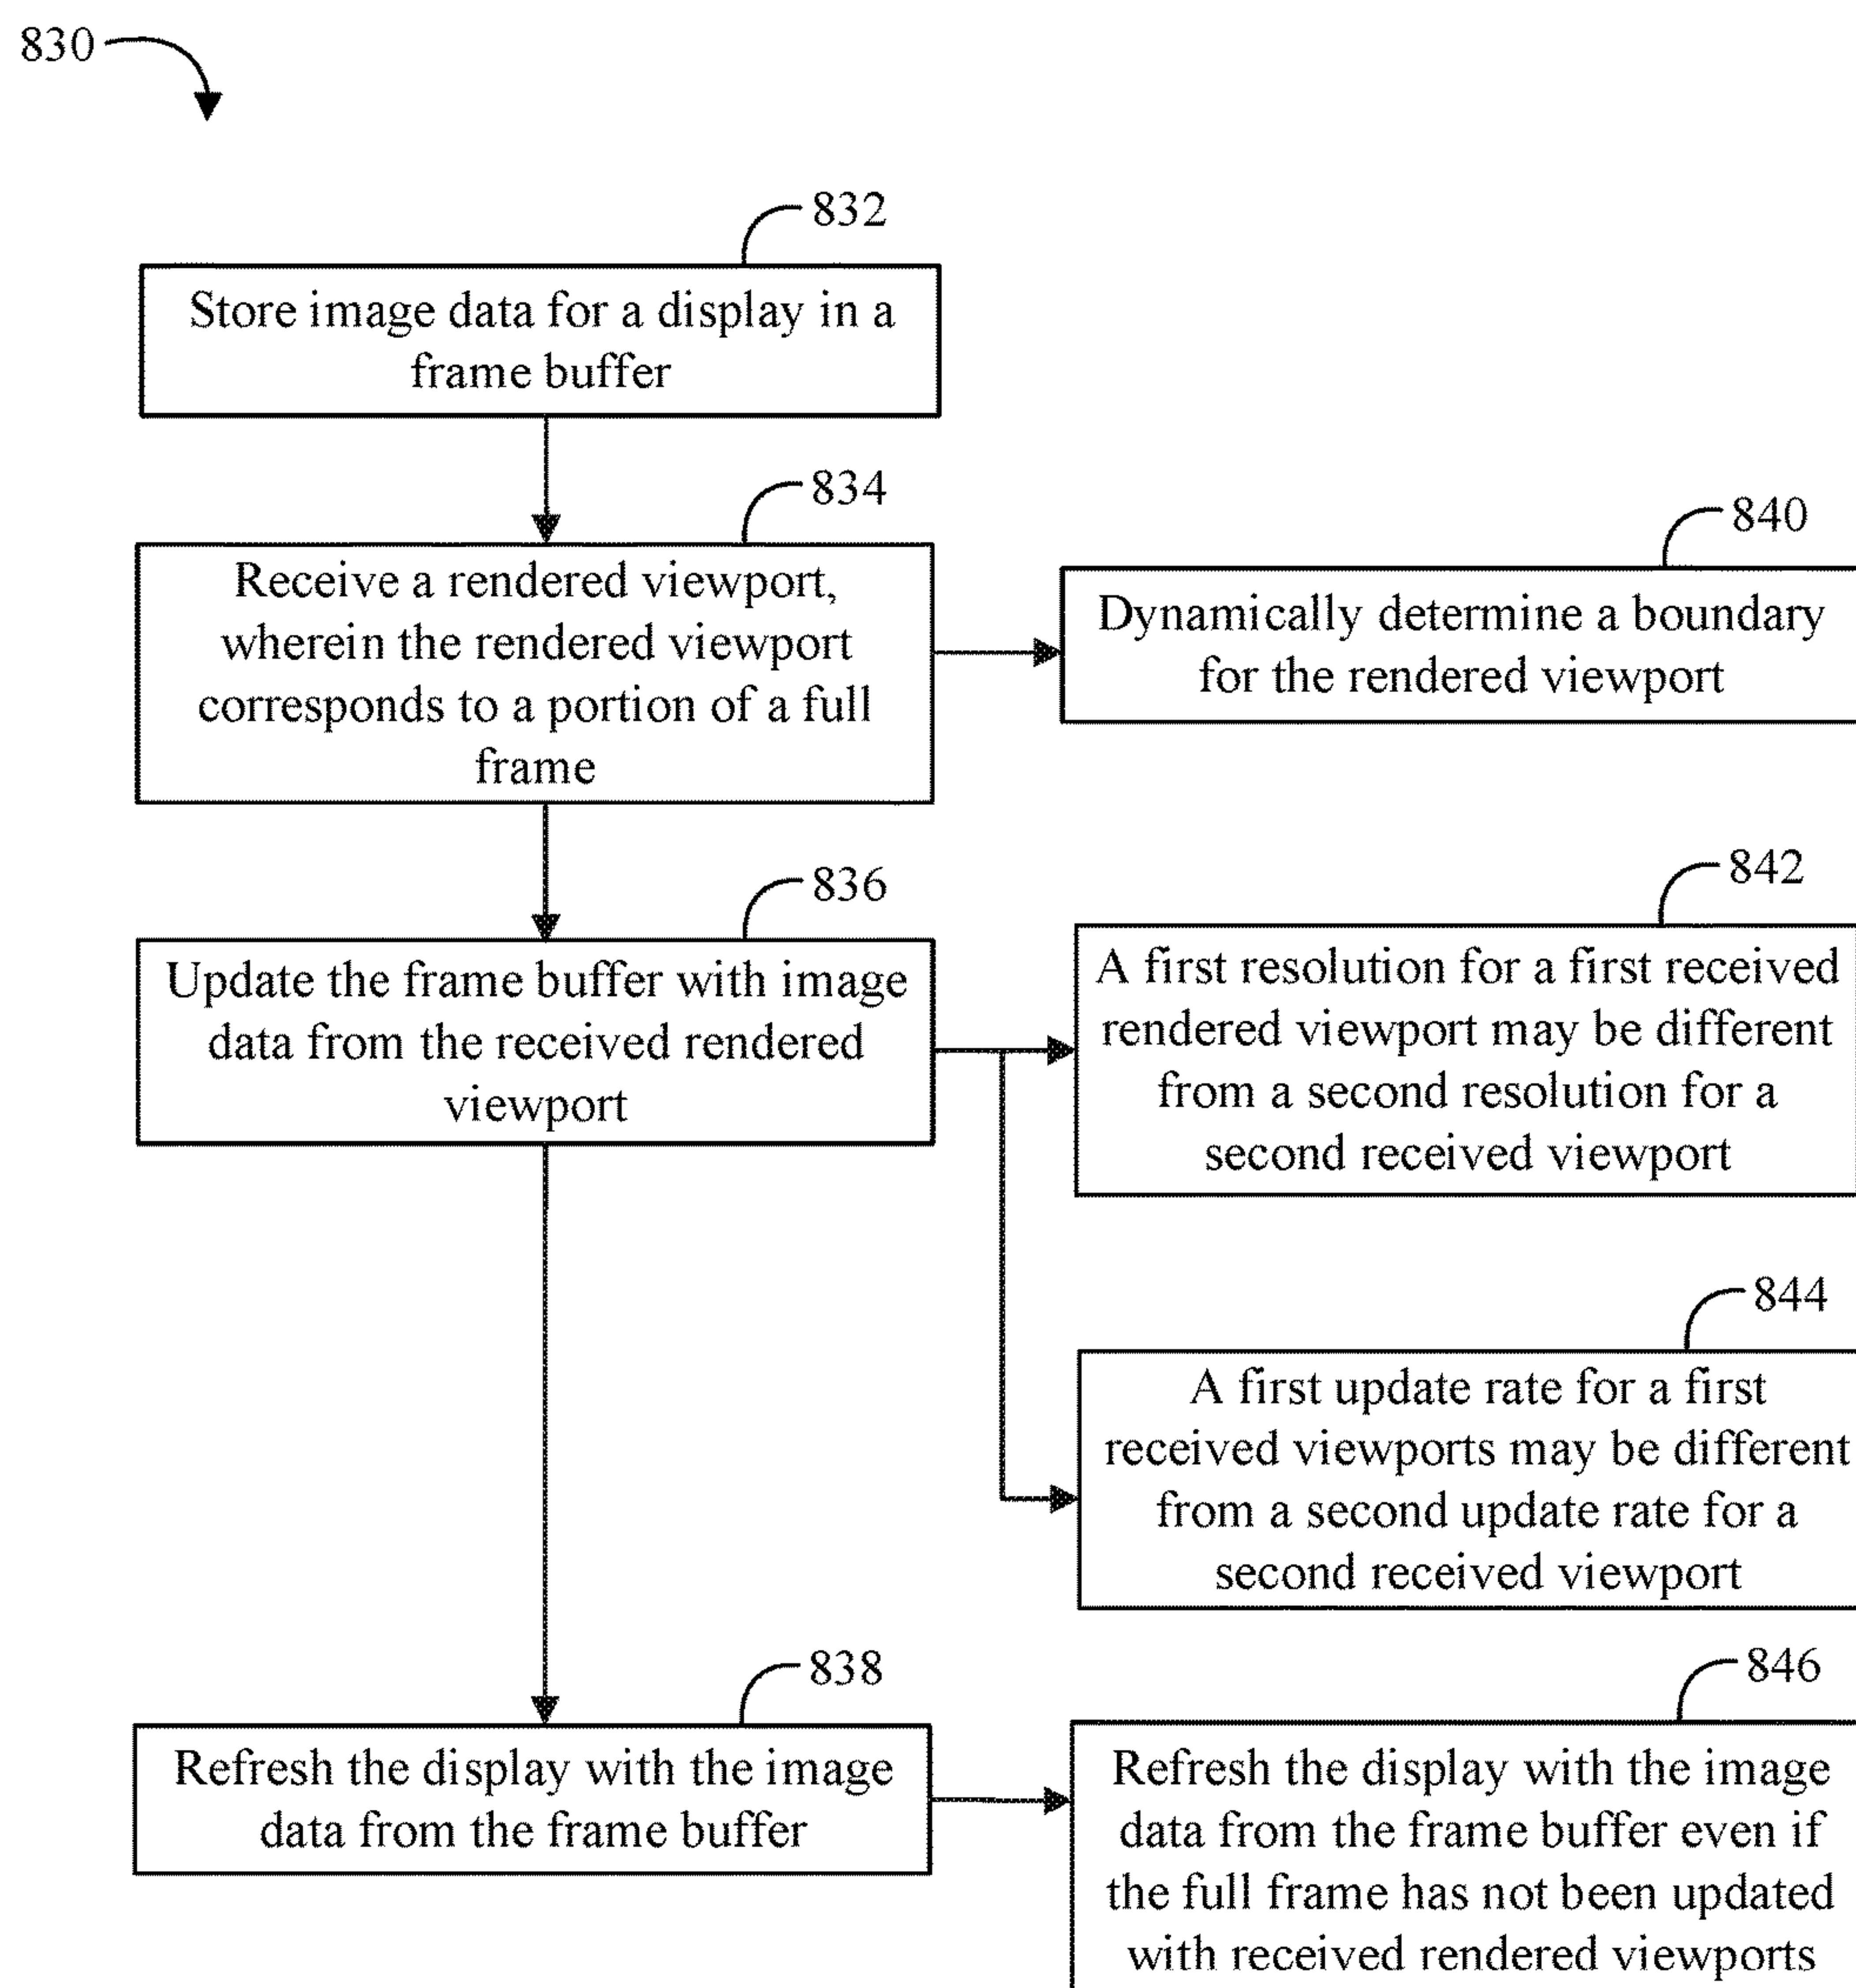 830
832
Store image data for a display in a
frame buffer
834
Receive a rendered viewport,
wherein the rendered viewport
corresponds to a portion of a full
frame
840
Dynamically determine a boundary
for the rendered viewport
836
Update the frame buffer with image
data from the received rendered
viewport
842
A first resolution for a first received
rendered viewport may be different
from a second resolution for a
second received viewport
844
A first update rate for a first
received viewports may be different
from a second update rate for a
second received viewport
838
Refresh the display with the image
data from the frame buffer
846
Refresh the display with the image
data from the frame buffer even if
the full frame has not been updated
with received rendered viewports